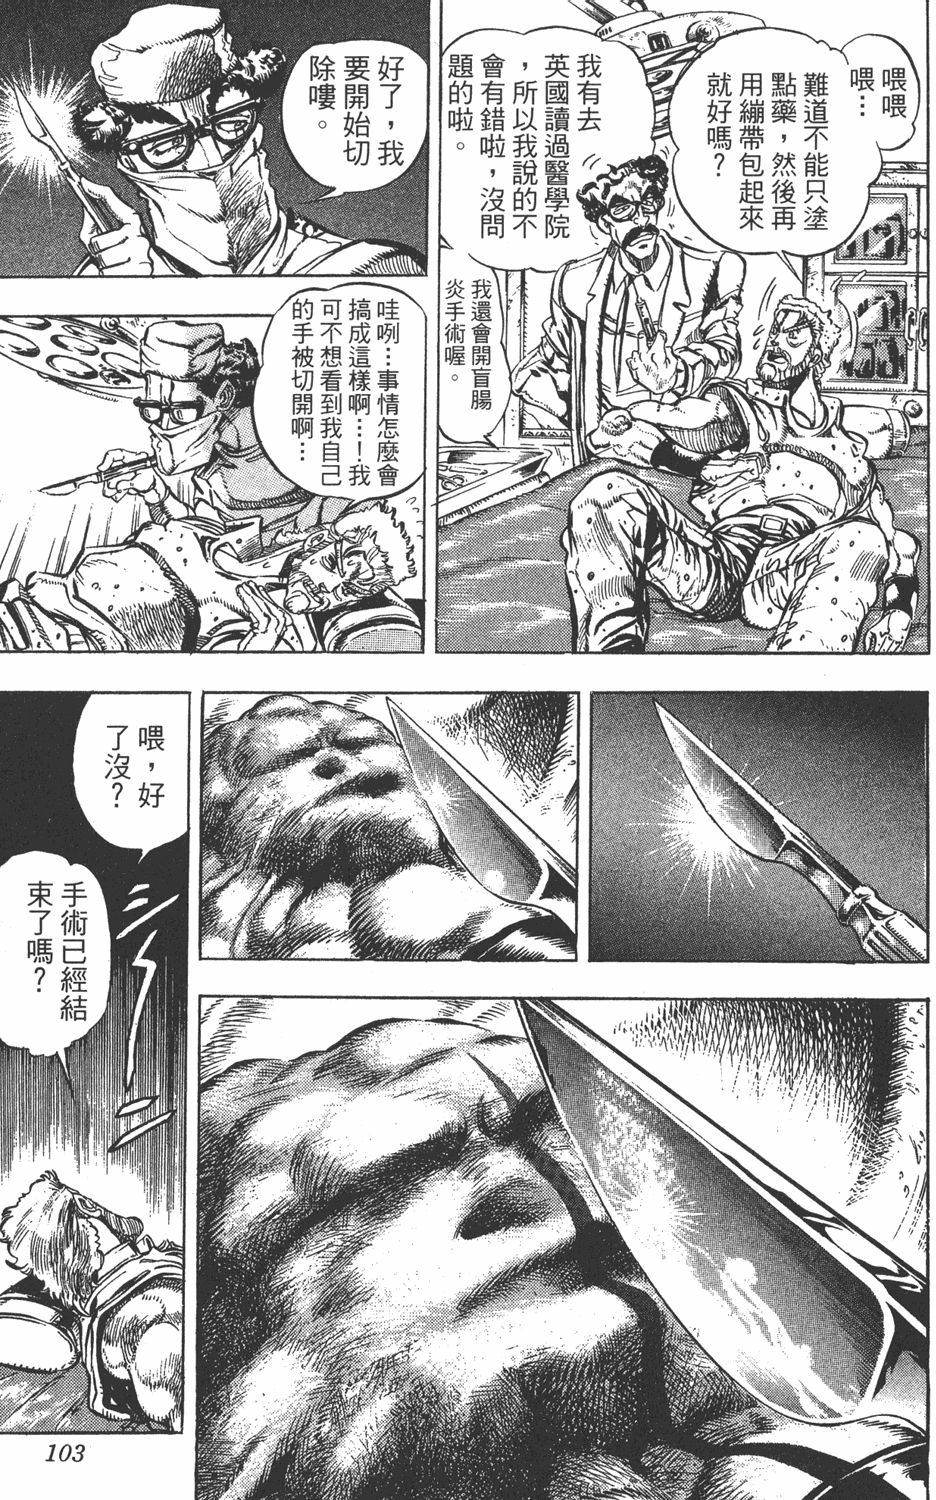 喂喂
喂…
難道不能只塗
點藥，然後再
用繃帶包起來
就好嗎？
我有去
英國讀過醫學院
，所以我說的不
會有錯啦，沒問
題的啦。
我還會開盲腸
炎手術喔。
好了，我
要開始切
除嘍。
哇咧…事情怎麼會
搞成這樣啊…！我
可不想看到我自己
的手被切開啊…
喂，好
了沒？
手術已經結
束了嗎？
シーン
103